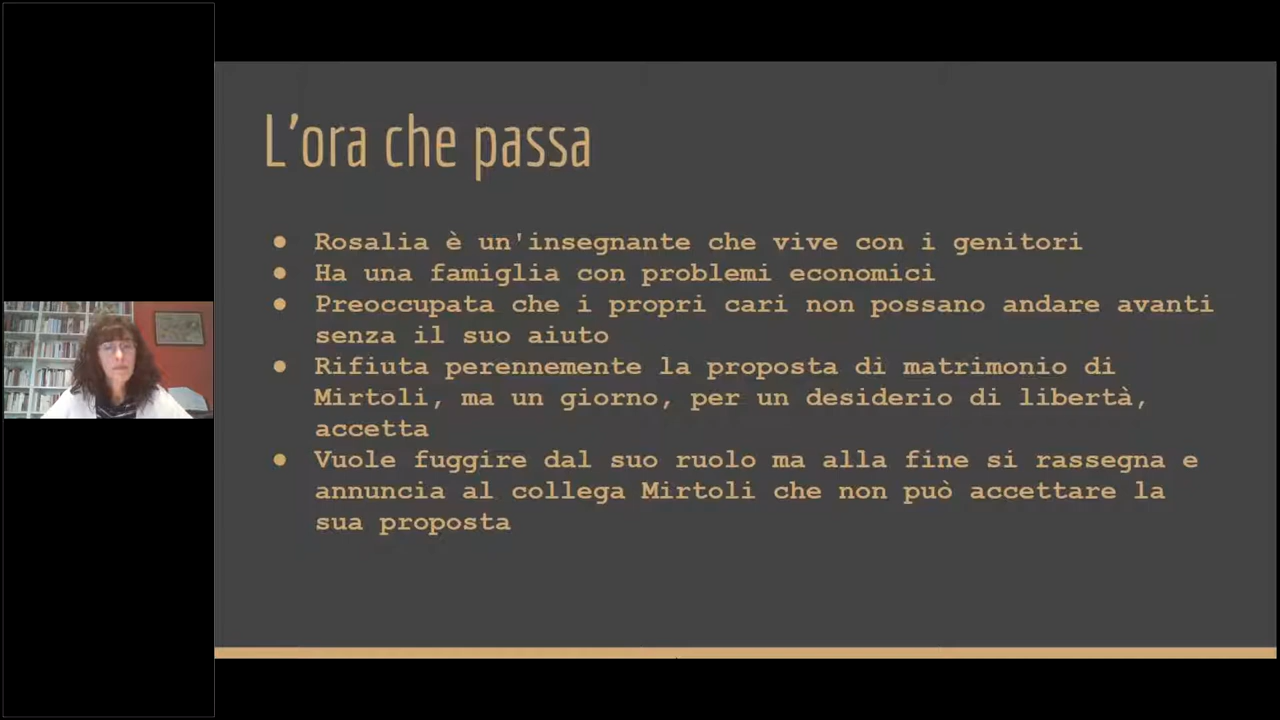 L'ora che passa
● Rosalia è un'insegnante che vive con i genitori
● Ha una famiglia con problemi economici
● Preoccupata che i propri cari non possano andare avanti
senza il suo aiuto
● Rifiuta perennemente la proposta di matrimonio di
Mirtoli, ma un giorno, per un desiderio di libertà,
accetta
● Vuole fuggire dal suo ruolo ma alla fine si rassegna e
annuncia al collega Mirtoli che non può accettare la
sua proposta